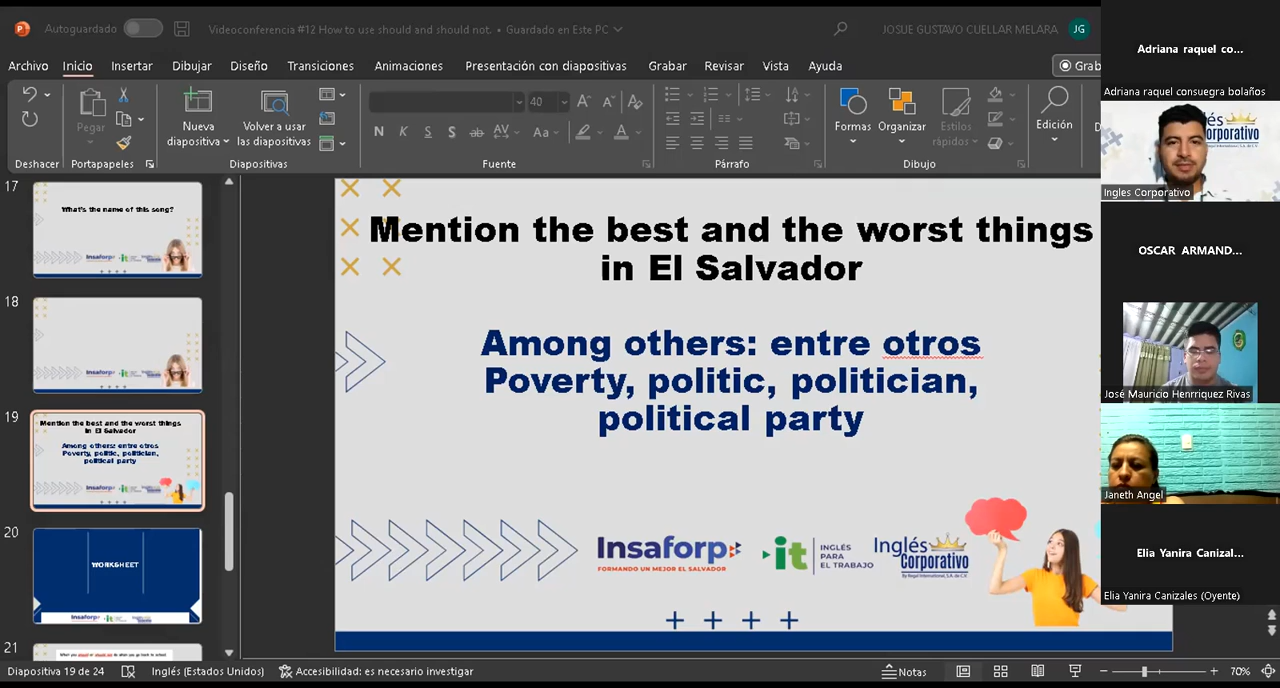 Autoguardado
Videoconferencia #12 How to use should and should not. • Guardado en Este PC
JOSUE GUSTAVO CUELLAR MELARA
JG
Archivo Inicio Insertar Dibujar Diseño Transiciones Animaciones Presentación con diapositivas Grabar Revisar Vista Ayuda
Grab
Pegar
Nueva diapositiva
Volver a usar las diapositivas
40
N K S S ab AV Aa A
Formas
Organizar
Estilos rápidos
Edición
Deshacer Portapapeles Diapositivas Fuente Párrafo Dibujo
17
What's the name of this song?
18
19
Mention the best and the worst things
in El Salvador
Among others: entre otros
Poverty, politic, politician,
political party
20
WORKSHEET
21
Mention the best and the worst things
in El Salvador
Among others: entre otros
Poverty, politic, politician,
political party
Insaforp
FORMANDO UN MEJOR EL SALVADOR
it
INGLÉS
PARA
EL TRABAJO
Inglés
Corporativo
Adriana raquel co...
Adriana raquel consuegra bolaños
Ingles Corporativo
OSCAR ARMAND...
José Mauricio Henrriquez Rivas
Janeth Angel
Elia Yanira Canizal...
Elia Yanira Canizales (Oyente)
Diapositiva 19 de 24
Inglés (Estados Unidos)
Accesibilidad: es necesario investigar
Notas
70%